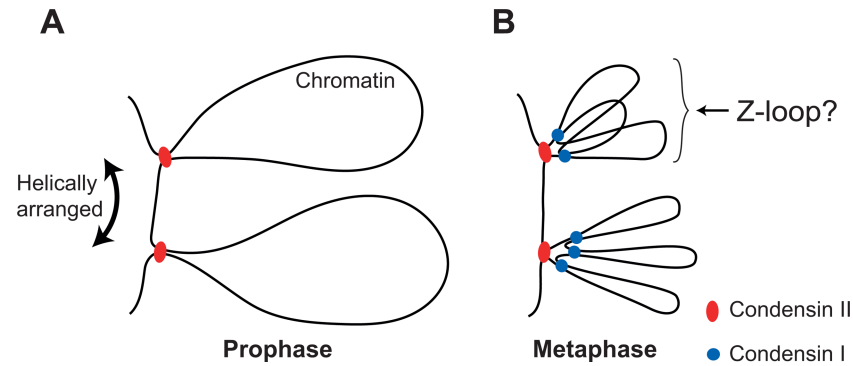 A
Chromatin
Helically
arranged
Prophase
B
Z-loop?
Metaphase
Condensin II
Condensin I